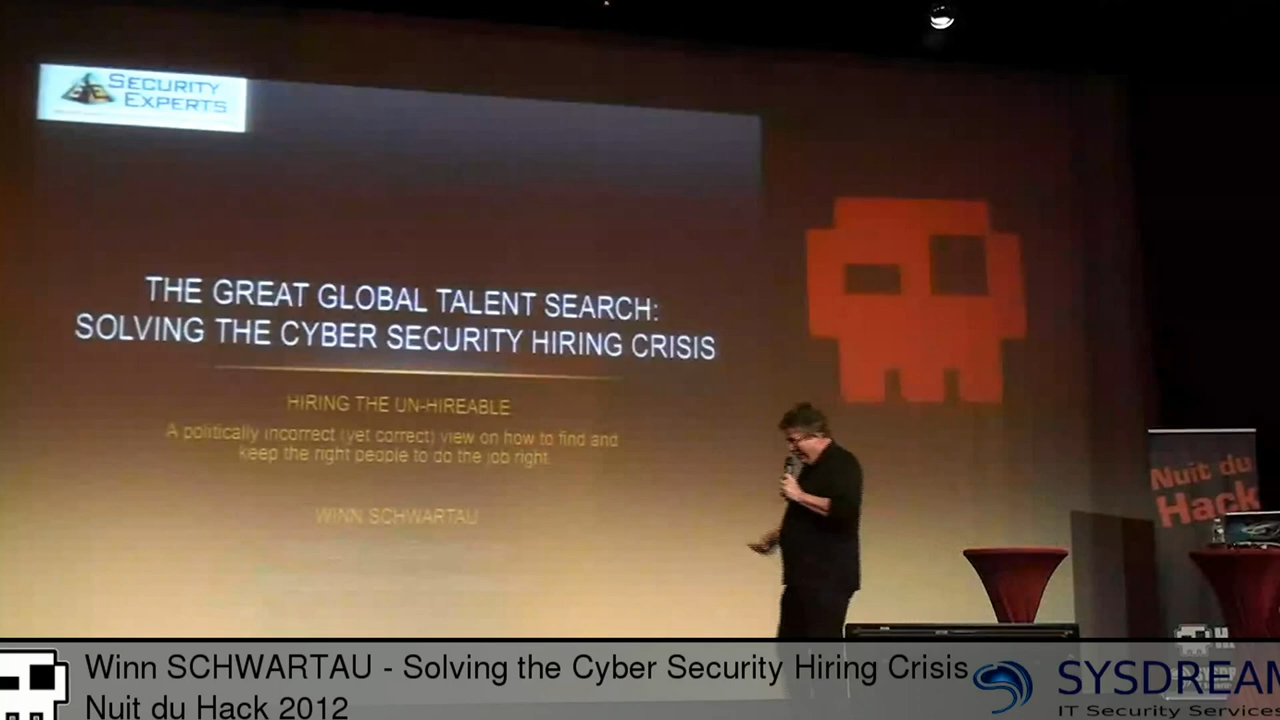 SECURITY
EXPERTS
THE GREAT GLOBAL TALENT SEARCH:
SOLVING THE CYBER SECURITY HIRING CRISIS
HIRING THE UN-HIREABLE
A politically incorrect (yet correct) view on how to find and
keep the right people to do the job right.
WINN SCHWARTAU
Nuit du
Hack
Winn SCHWARTAU - Solving the Cyber Security Hiring Crisis
Nuit du Hack 2012
SYSDREAM
IT Security Services